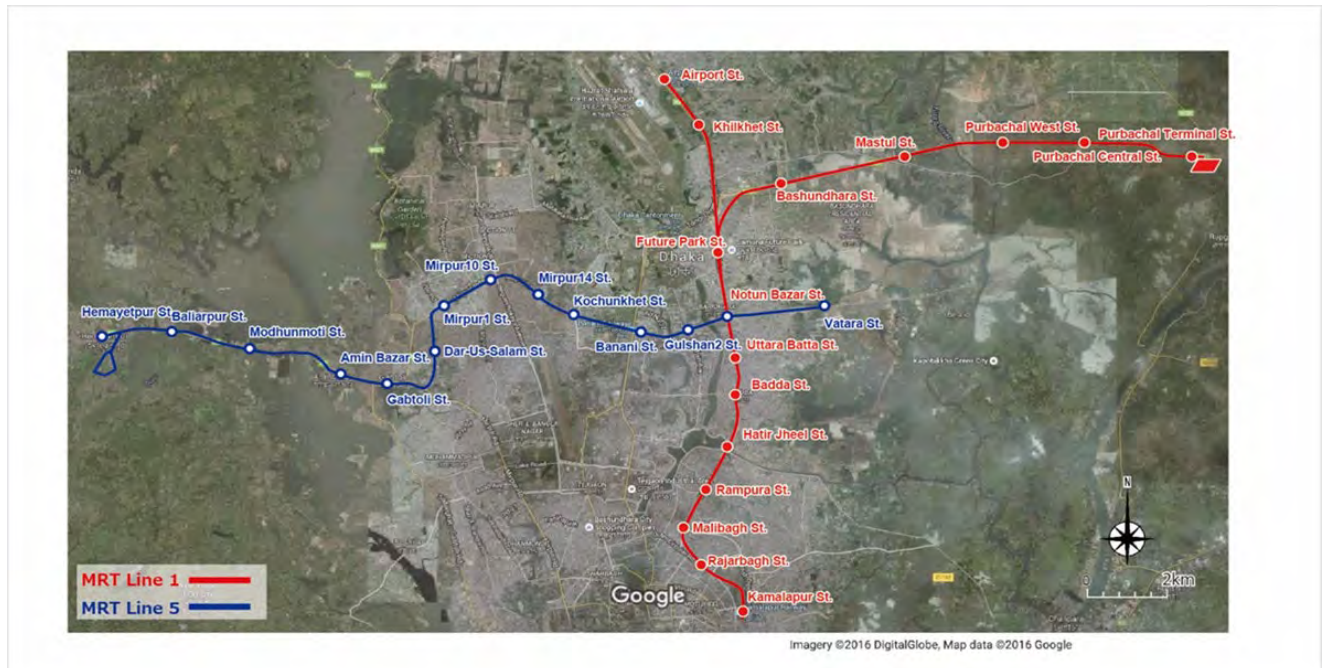 Airport St.
Khilkhet St.
Purbachal West St.
Purbachal Terminal St.
Mastul St.
Purbachal Central St.
Bashundhara St.
Future Park St.
Dhaka
Mirpur10 St.
Mirpur14 St.
Notun Bazar St.
Kochunkhet St.
Hemayetpur St.
Baliarpur St.
Mirpur1 St.
Vatara St.
Modhunmoti St.
Banani St.
Gulshan2 St.
Dar-Us-Salam St.
Uttara Batta St.
Amin Bazar St.
Gabtoli St.
Badda St.
Hatir Jheel St.
Rampura St.
Malibagh St.
Rajarbagh St.
Kamalapur St.
N
0
2km
MRT Line 1
MRT Line 5
Google
Imagery ©2016 DigitalGlobe, Map data ©2016 Google